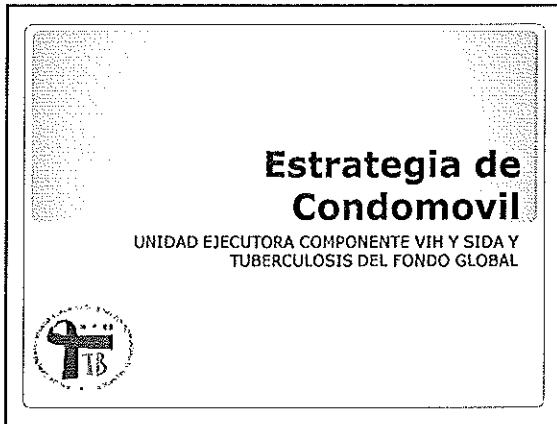 Estrategia de
Condomovil
UNIDAD EJECUTORA COMPONENTE VIH Y SIDA Y
TUBERCULOSIS DEL FONDO GLOBAL
TB